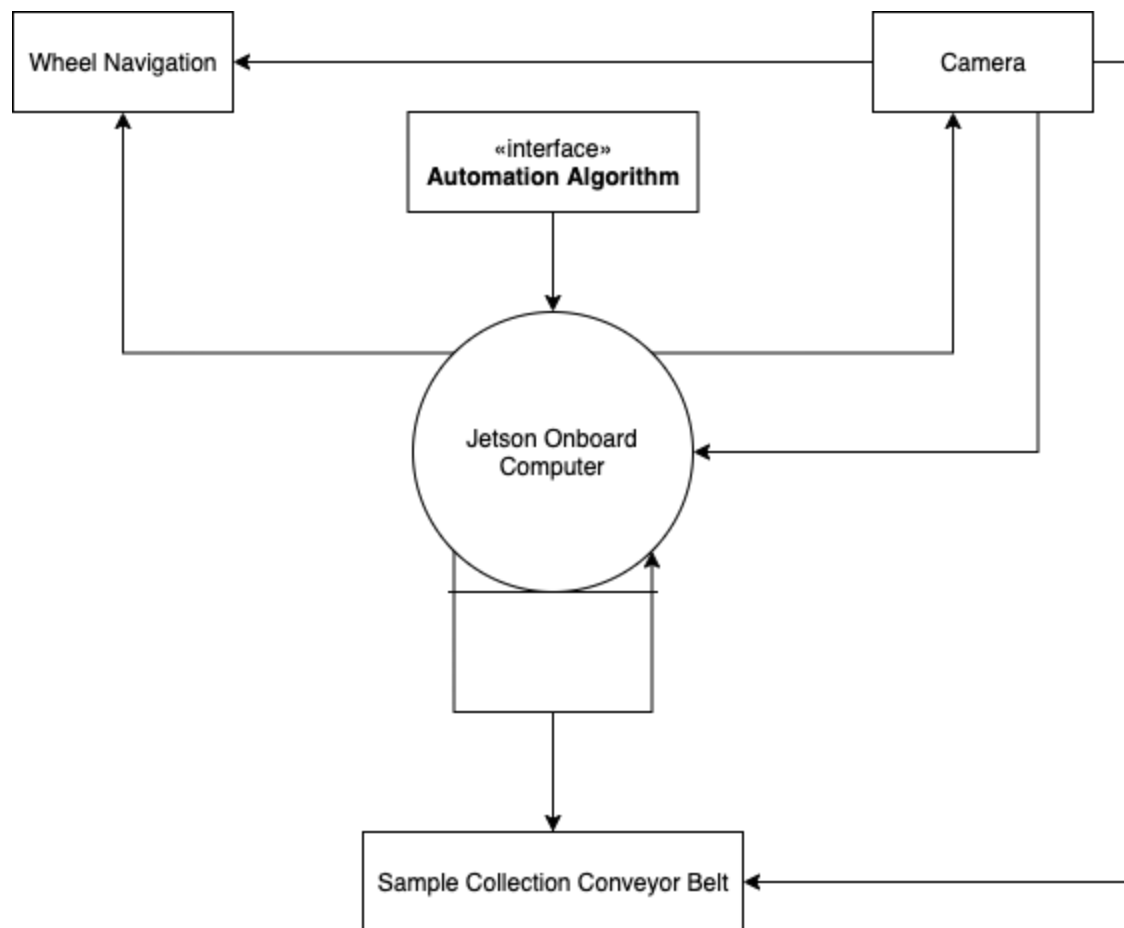 Wheel Navigation
Camera
«interface»
Automation Algorithm
Jetson Onboard
Computer
Sample Collection Conveyor Belt